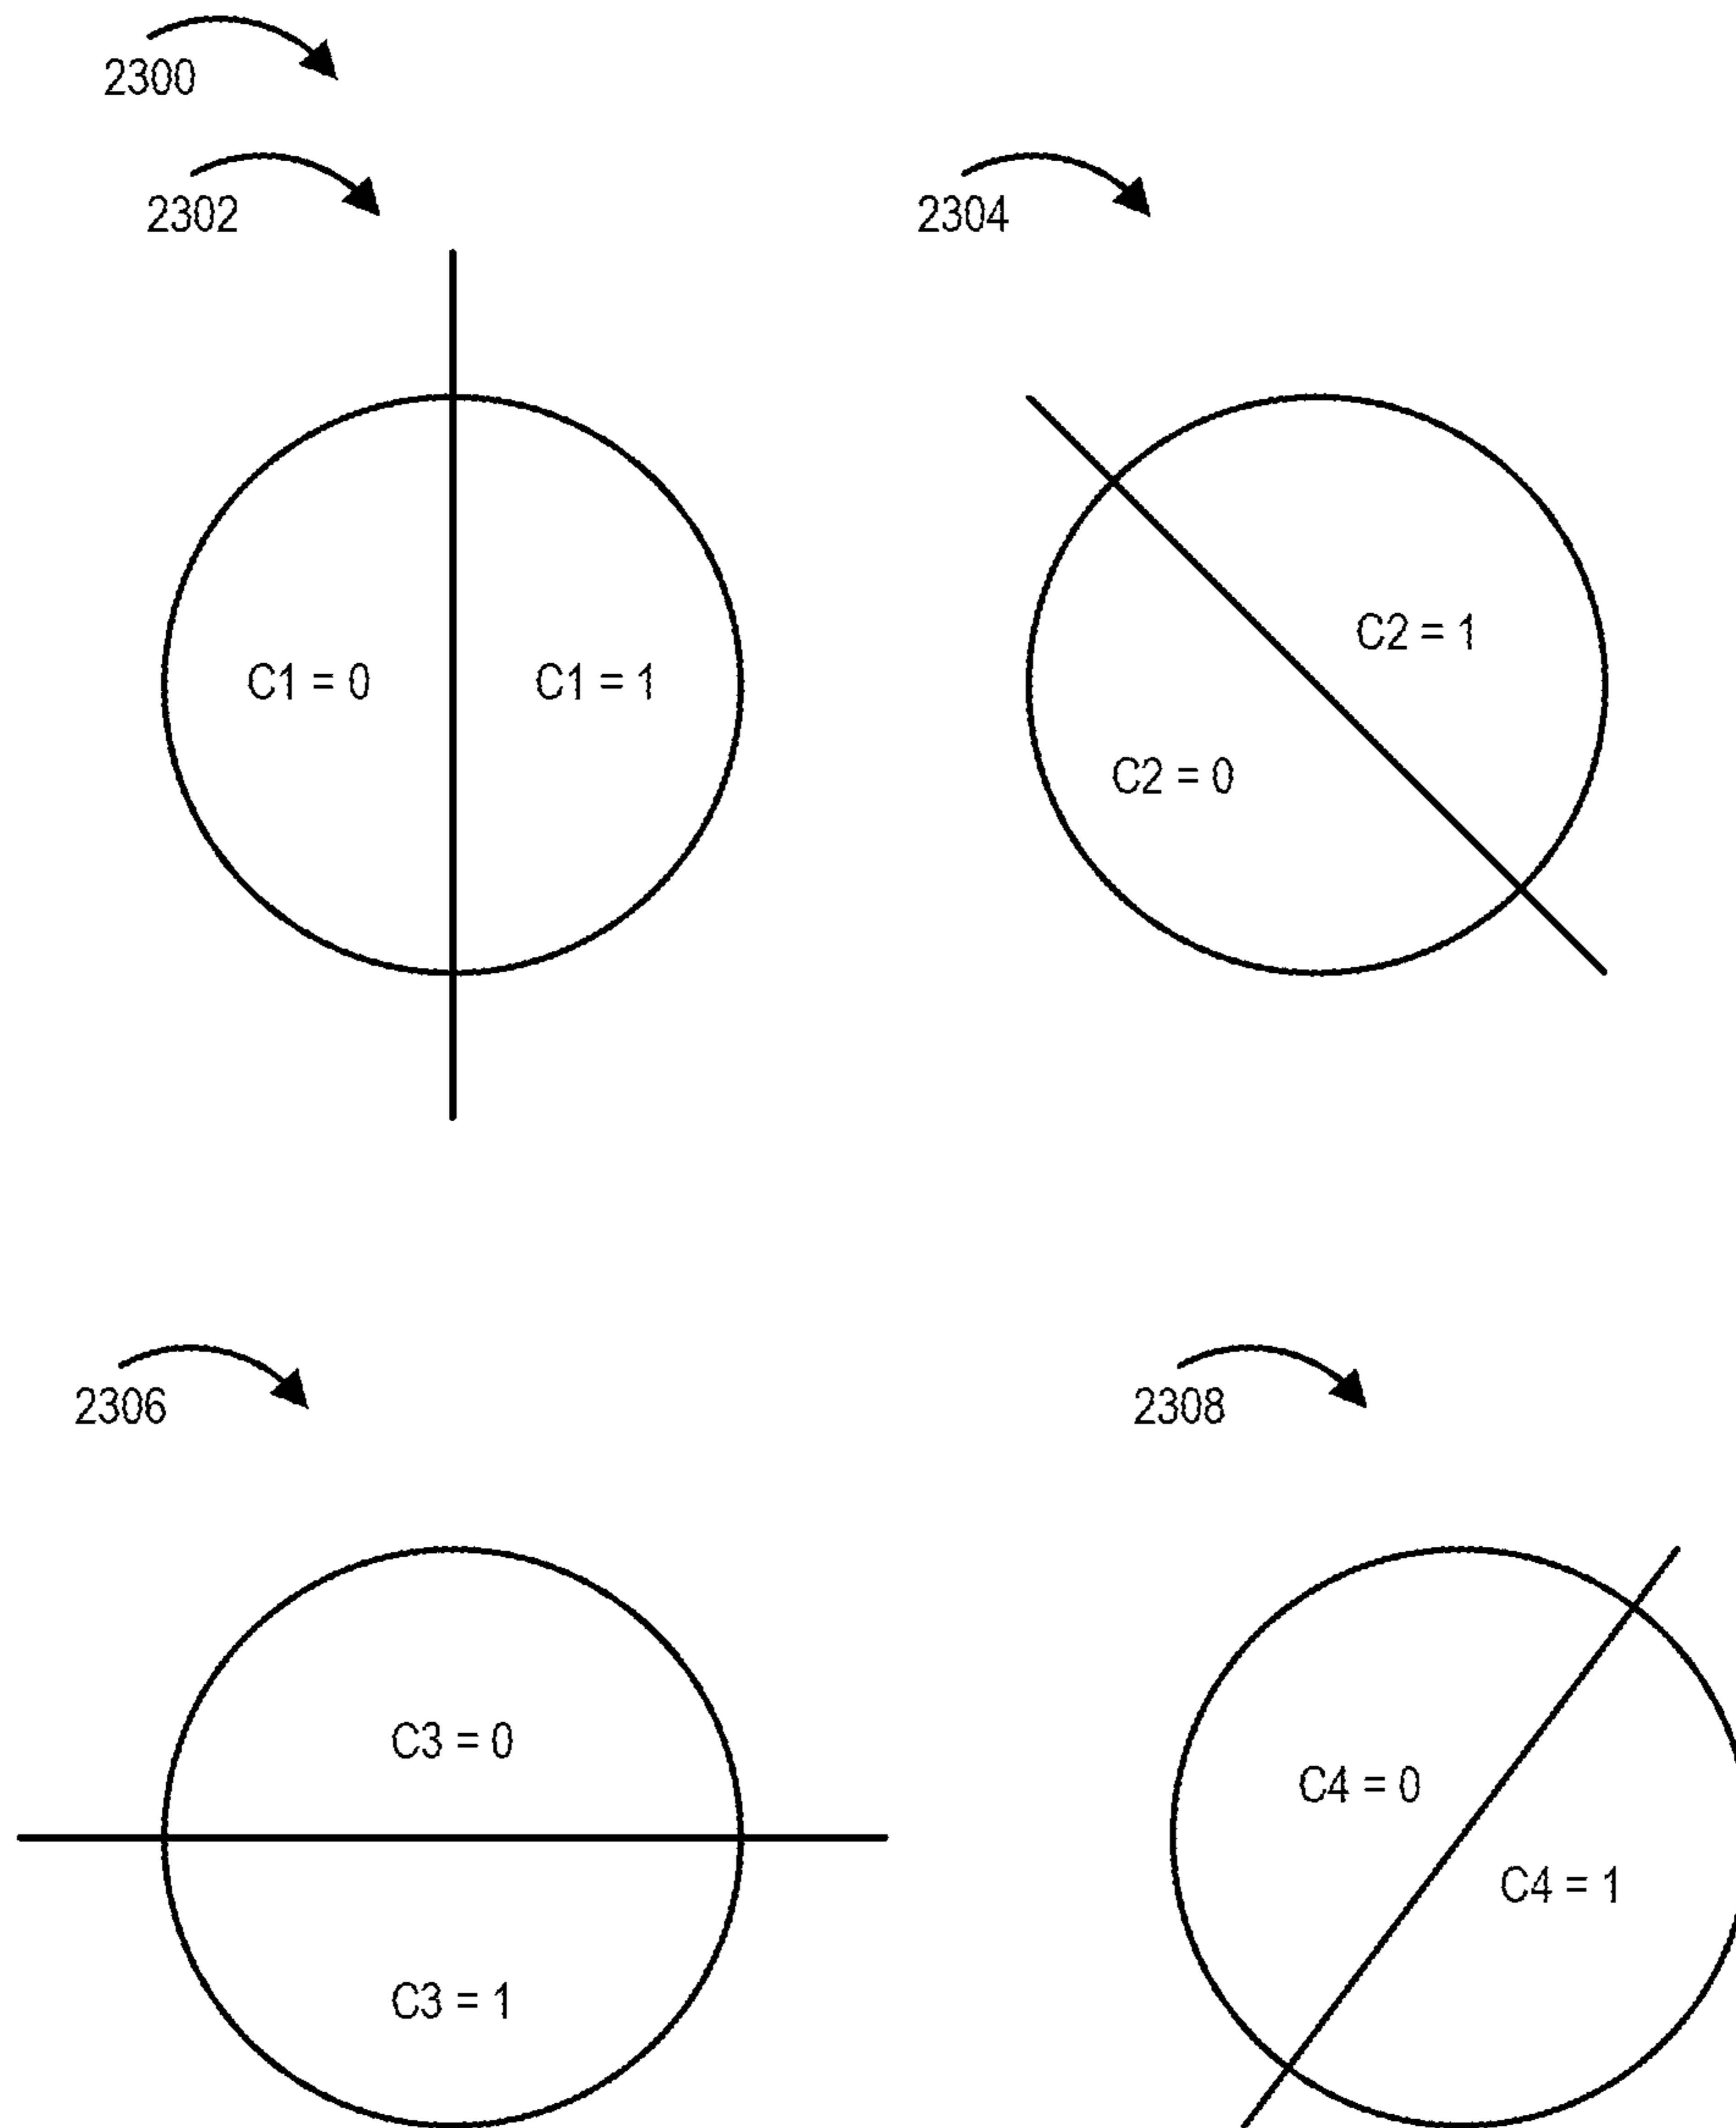 2300
2302
2304
C1 = 0
C1 = 1
C2 = 1
C2 = 0
2306
2308
C3 = 0
C4 = 0
C4 = 1
C3 = 1